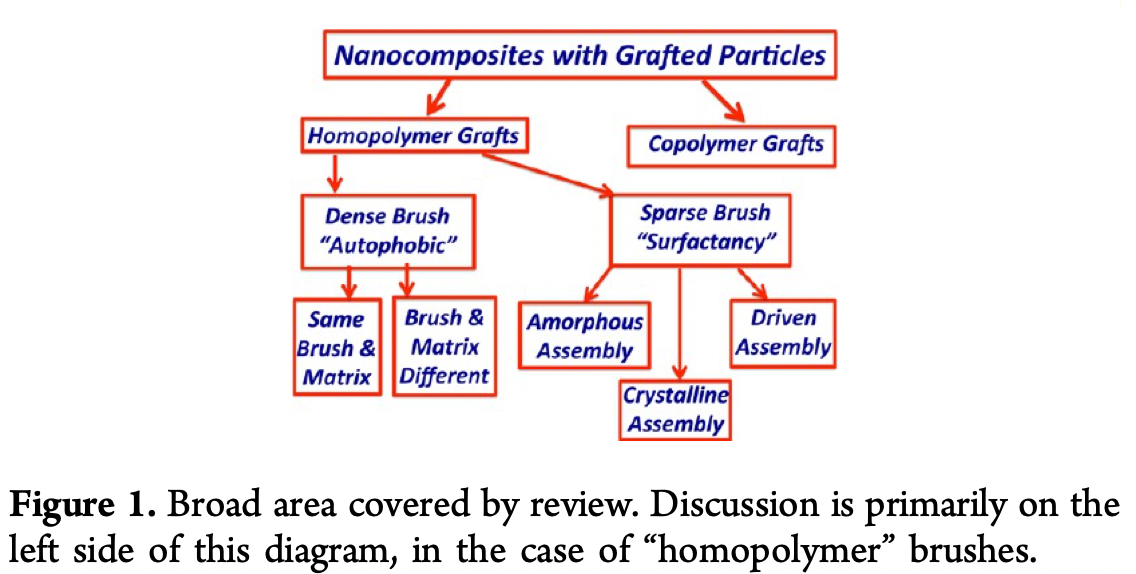 Nanocomposites with Grafted Particles
Homopolymer Grafts
Copolymer Grafts
Dense Brush
“Autophobic”
Sparse Brush
“Surfactancy”
Same
Brush &
Matrix
Brush &
Matrix
Different
Amorphous
Assembly
Crystalline
Assembly
Driven
Assembly
Figure 1. Broad area covered by review. Discussion is primarily on the
left side of this diagram, in the case of “homopolymer” brushes.